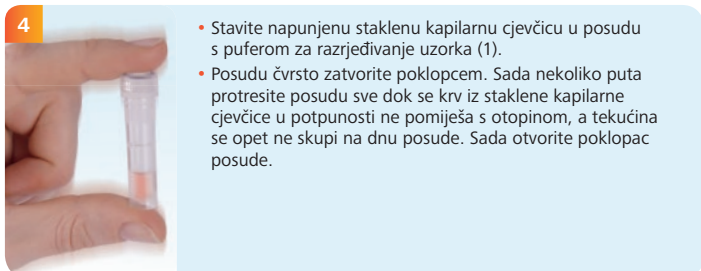 4
• Stavite napunjenu staklenu kapilarnu cjevčicu u posudu
s puferom za razrjeđivanje uzorka (1).
• Posudu čvrsto zatvorite poklopcem. Sada nekoliko puta
protresite posudu sve dok se krv iz staklene kapilarne
cjevčice u potpunosti ne pomiješa s otopinom, a tekućina
se opet ne skupi na dnu posude. Sada otvorite poklopac
posude.